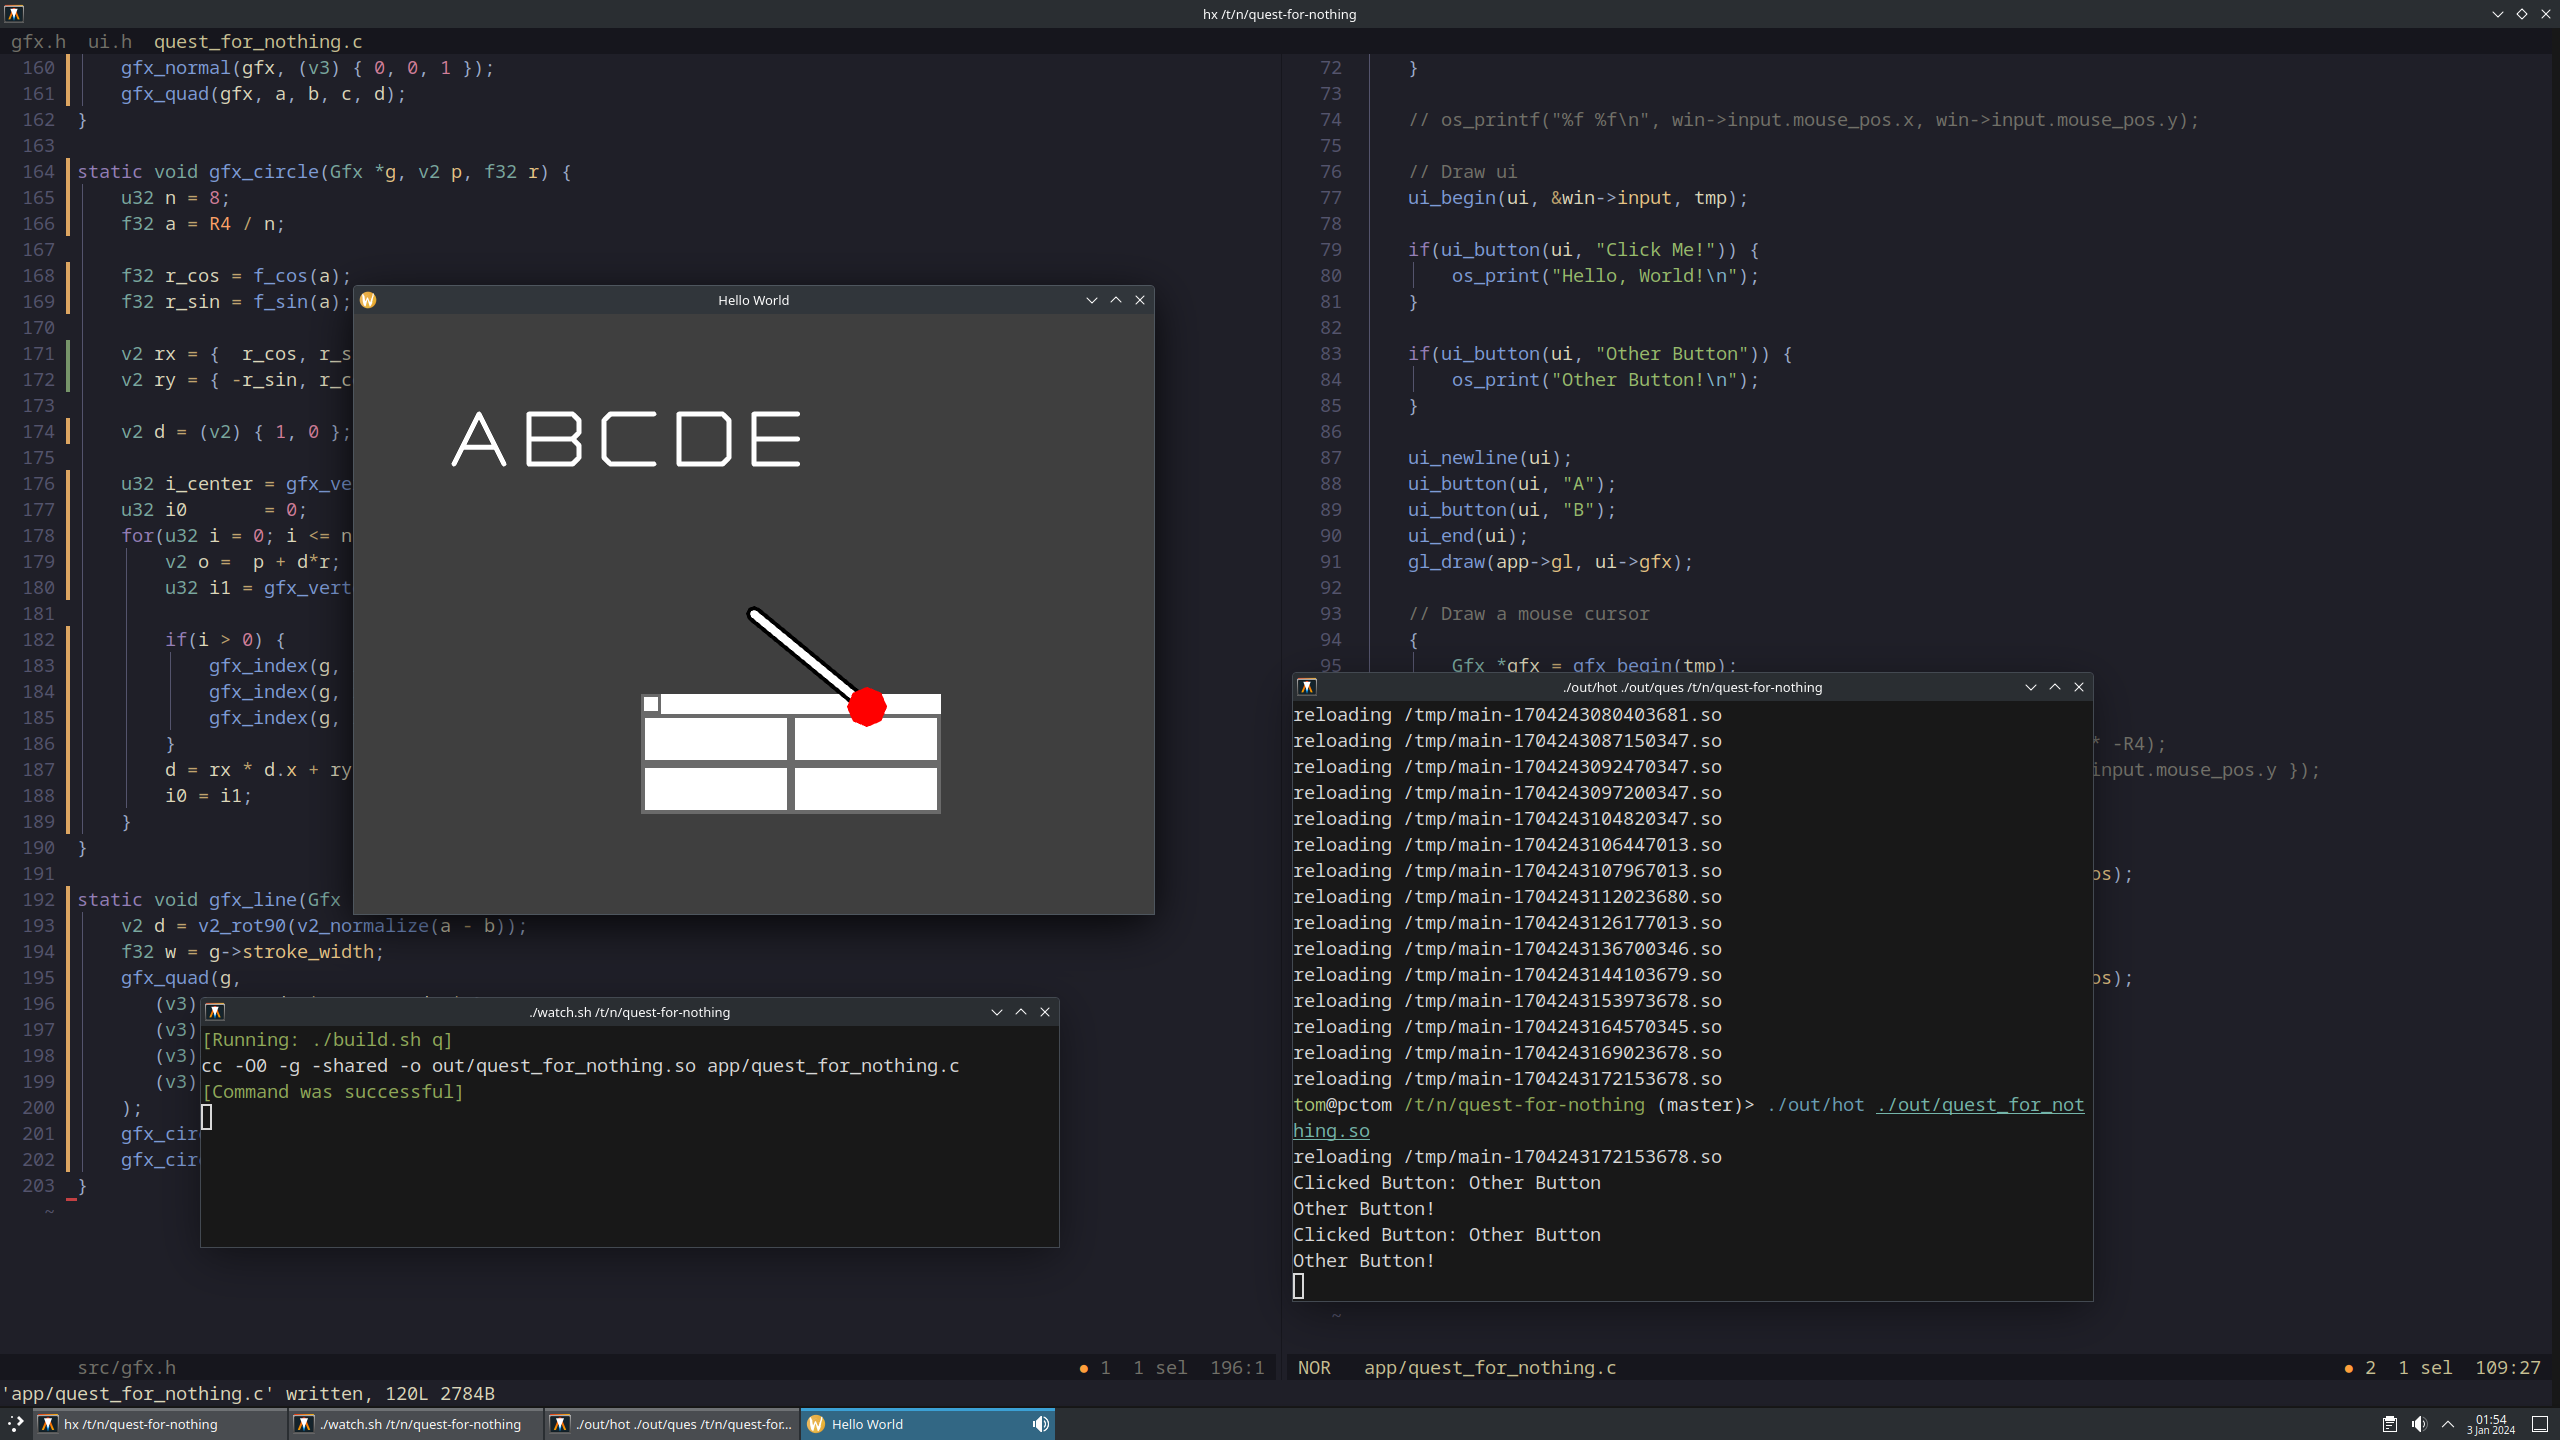 hx /t/n/quest-for-nothing
gfx.h  ui.h  quest_for_nothing.c
160 gfx_normal(gfx, (v3) { 0, 0, 1 });
161 gfx_quad(gfx, a, b, c, d);
162 }
163
164 static void gfx_circle(Gfx *g, v2 p, f32 r) {
165 u32 n = 8;
166 f32 a = R4 / n;
167
168 f32 r_cos = f_cos(a);
169 f32 r_sin = f_sin(a);
170
171 v2 rx = {  r_cos, r_s
172 v2 ry = { -r_sin, r_c
173
174 v2 d = (v2) { 1, 0 };
175
176 u32 i_center = gfx_ve
177 u32 i0       = 0;
178 for(u32 i = 0; i <= n
179 v2 o =  p + d*r;
180 u32 i1 = gfx_vert
181
182 if(i > 0) {
183 gfx_index(g,
184 gfx_index(g,
185 gfx_index(g,
186 }
187 d = rx * d.x + ry
188 i0 = i1;
189 }
190 }
191
192 static void gfx_line(Gfx
193 v2 d = v2_rot90(v2_normalize(a - b));
194 f32 w = g->stroke_width;
195 gfx_quad(g,
196 (v3)
197 (v3)
198 (v3)
199 (v3)
200 );
201 gfx_cir
202 gfx_cir
203 }
~
src/gfx.h ● 1  1 sel  196:1
Hello World
ABCDE
./watch.sh /t/n/quest-for-nothing
[Running: ./build.sh q]
cc -O0 -g -shared -o out/quest_for_nothing.so app/quest_for_nothing.c
[Command was successful]
72 }
73
74 // os_printf("%f %f\n", win->input.mouse_pos.x, win->input.mouse_pos.y);
75
76 // Draw ui
77 ui_begin(ui, &win->input, tmp);
78
79 if(ui_button(ui, "Click Me!")) {
80 os_print("Hello, World!\n");
81 }
82
83 if(ui_button(ui, "Other Button")) {
84 os_print("Other Button!\n");
85 }
86
87 ui_newline(ui);
88 ui_button(ui, "A");
89 ui_button(ui, "B");
90 ui_end(ui);
91 gl_draw(app->gl, ui->gfx);
92
93 // Draw a mouse cursor
94 {
95 Gfx *gfx = gfx_begin(tmp);
* -R4);
input.mouse_pos.y });
os);
os);
~
./out/hot ./out/ques /t/n/quest-for-nothing
reloading /tmp/main-1704243080403681.so
reloading /tmp/main-1704243087150347.so
reloading /tmp/main-1704243092470347.so
reloading /tmp/main-1704243097200347.so
reloading /tmp/main-1704243104820347.so
reloading /tmp/main-1704243106447013.so
reloading /tmp/main-1704243107967013.so
reloading /tmp/main-1704243112023680.so
reloading /tmp/main-1704243126177013.so
reloading /tmp/main-1704243136700346.so
reloading /tmp/main-1704243144103679.so
reloading /tmp/main-1704243153973678.so
reloading /tmp/main-1704243164570345.so
reloading /tmp/main-1704243169023678.so
reloading /tmp/main-1704243172153678.so
tom@pctom /t/n/quest-for-nothing (master)> ./out/hot ./out/quest_for_not
hing.so
reloading /tmp/main-1704243172153678.so
Clicked Button: Other Button
Other Button!
Clicked Button: Other Button
Other Button!
NOR   app/quest_for_nothing.c ● 2  1 sel  109:27
'app/quest_for_nothing.c' written, 120L 2784B
hx /t/n/quest-for-nothing
./watch.sh /t/n/quest-for-nothing
./out/hot ./out/ques /t/n/quest-for...
Hello World
01:54
3 Jan 2024